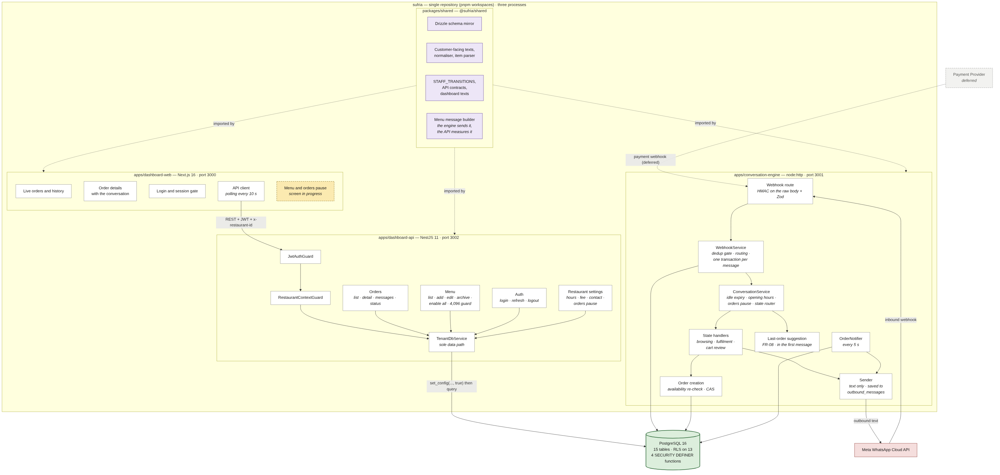 sufria — single repository (pnpm workspaces) · three processes
packages/shared — @sufria/shared
Drizzle schema mirror
Customer-facing texts,
normaliser, item parser
STAFF_TRANSITIONS,
API contracts,
dashboard texts
Menu message builder
the engine sends it,
the API measures it
Payment Provider
deferred
imported by
imported by
imported by
payment webhook
(deferred)
apps/dashboard-web — Next.js 16 · port 3000
Live orders and history
Order details
with the conversation
Login and session gate
API client
polling every 10 s
Menu and orders pause
screen in progress
REST + JWT + x-
restaurant-id
apps/dashboard-api — NestJS 11 · port 3002
JwtAuthGuard
RestaurantContextGuard
Orders
list · detail · messages ·
status
Menu
list · add · edit · archive ·
enable all · 4,096 guard
Auth
login · refresh · logout
Restaurant settings
hours · fee · contact ·
orders pause
TenantDbService
sole data path
set_config(..., true) then
query
apps/conversation-engine — node:http · port 3001
Webhook route
HMAC on the raw body +
Zod
WebhookService
dedup gate · routing ·
one transaction per
message
ConversationService
idle expiry · opening hours ·
orders pause · state router
inbound webhook
State handlers
browsing · fulfilment ·
cart review
Last-order suggestion
FR-08 · in the first message
OrderNotifier
every 5 s
Order creation
availability re-check · CAS
Sender
text only · saved to
outbound_messages
outbound text
PostgreSQL 16
15 tables · RLS on 13
4 SECURITY DEFINER
functions
Meta WhatsApp Cloud API